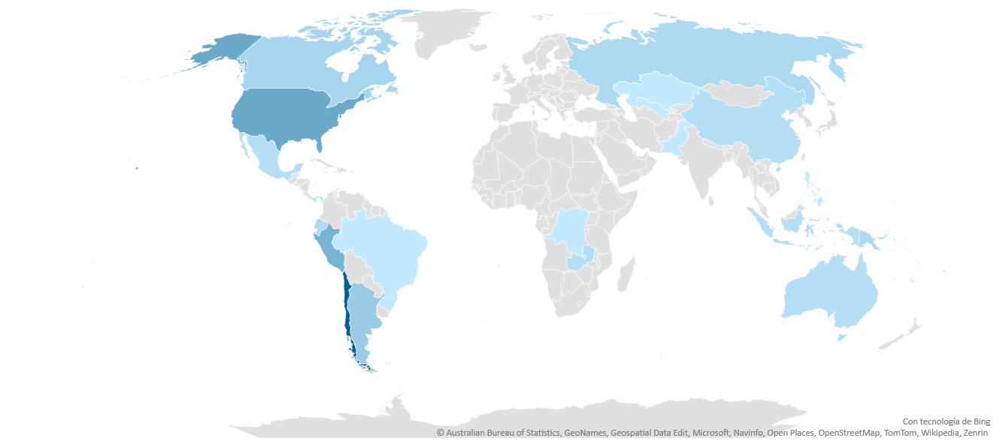 Con tecnología de Bing
© Australian Bureau of Statistics, GeoNames, Geospatial Data Edit, Microsoft, Navinfo, Open Places, OpenStreetMap, TomTom, Wikipedia, Zenrin